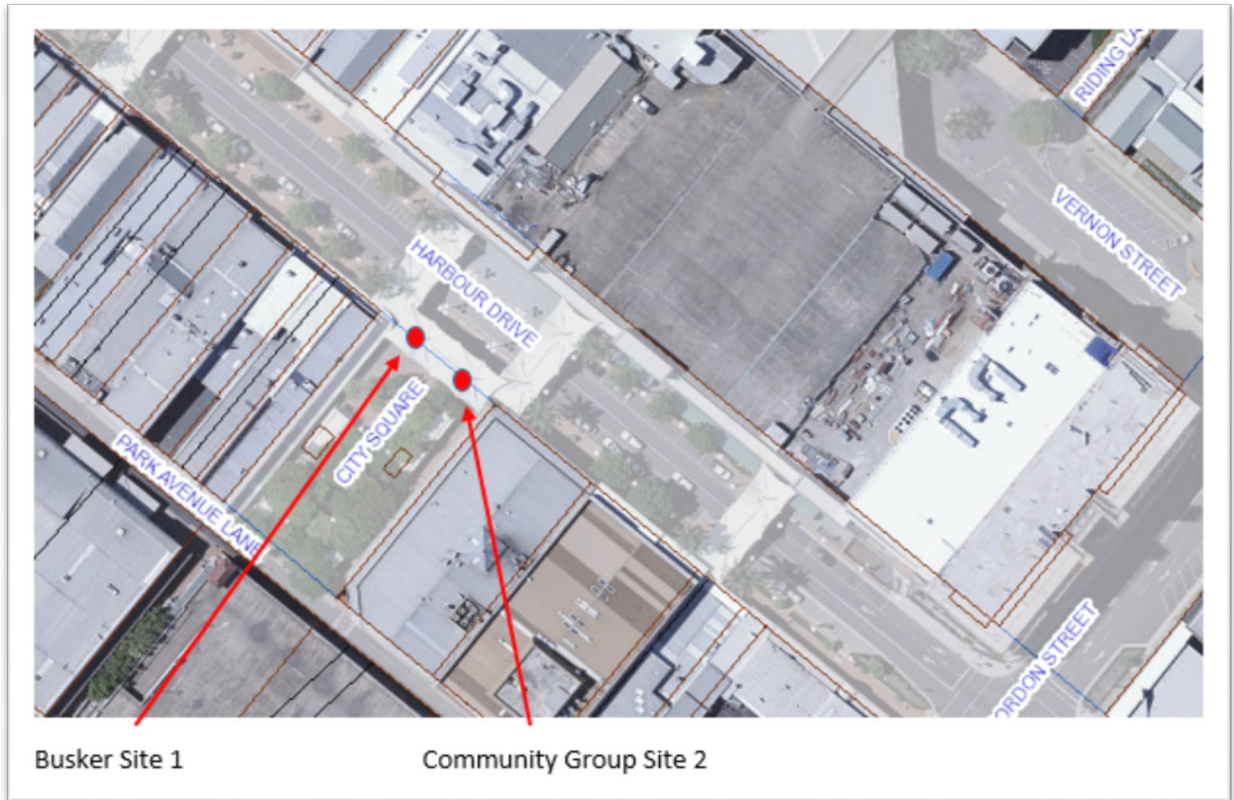 RIDING LA
VERNON STREET
HARBOUR DRIVE
CITY SQUARE
PARK AVENUE LANE
ORDON STREET
Busker Site 1
Community Group Site 2